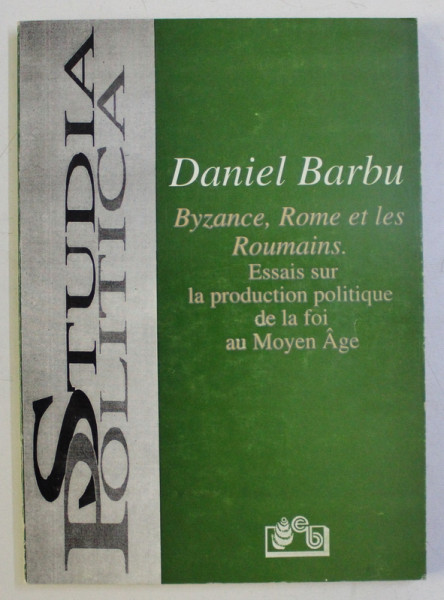 STUDIA
POLITICA
Daniel Barbu
Byzance, Rome et les
Roumains.
Essais sur
la production politique
de la foi
au Moyen Âge
eb